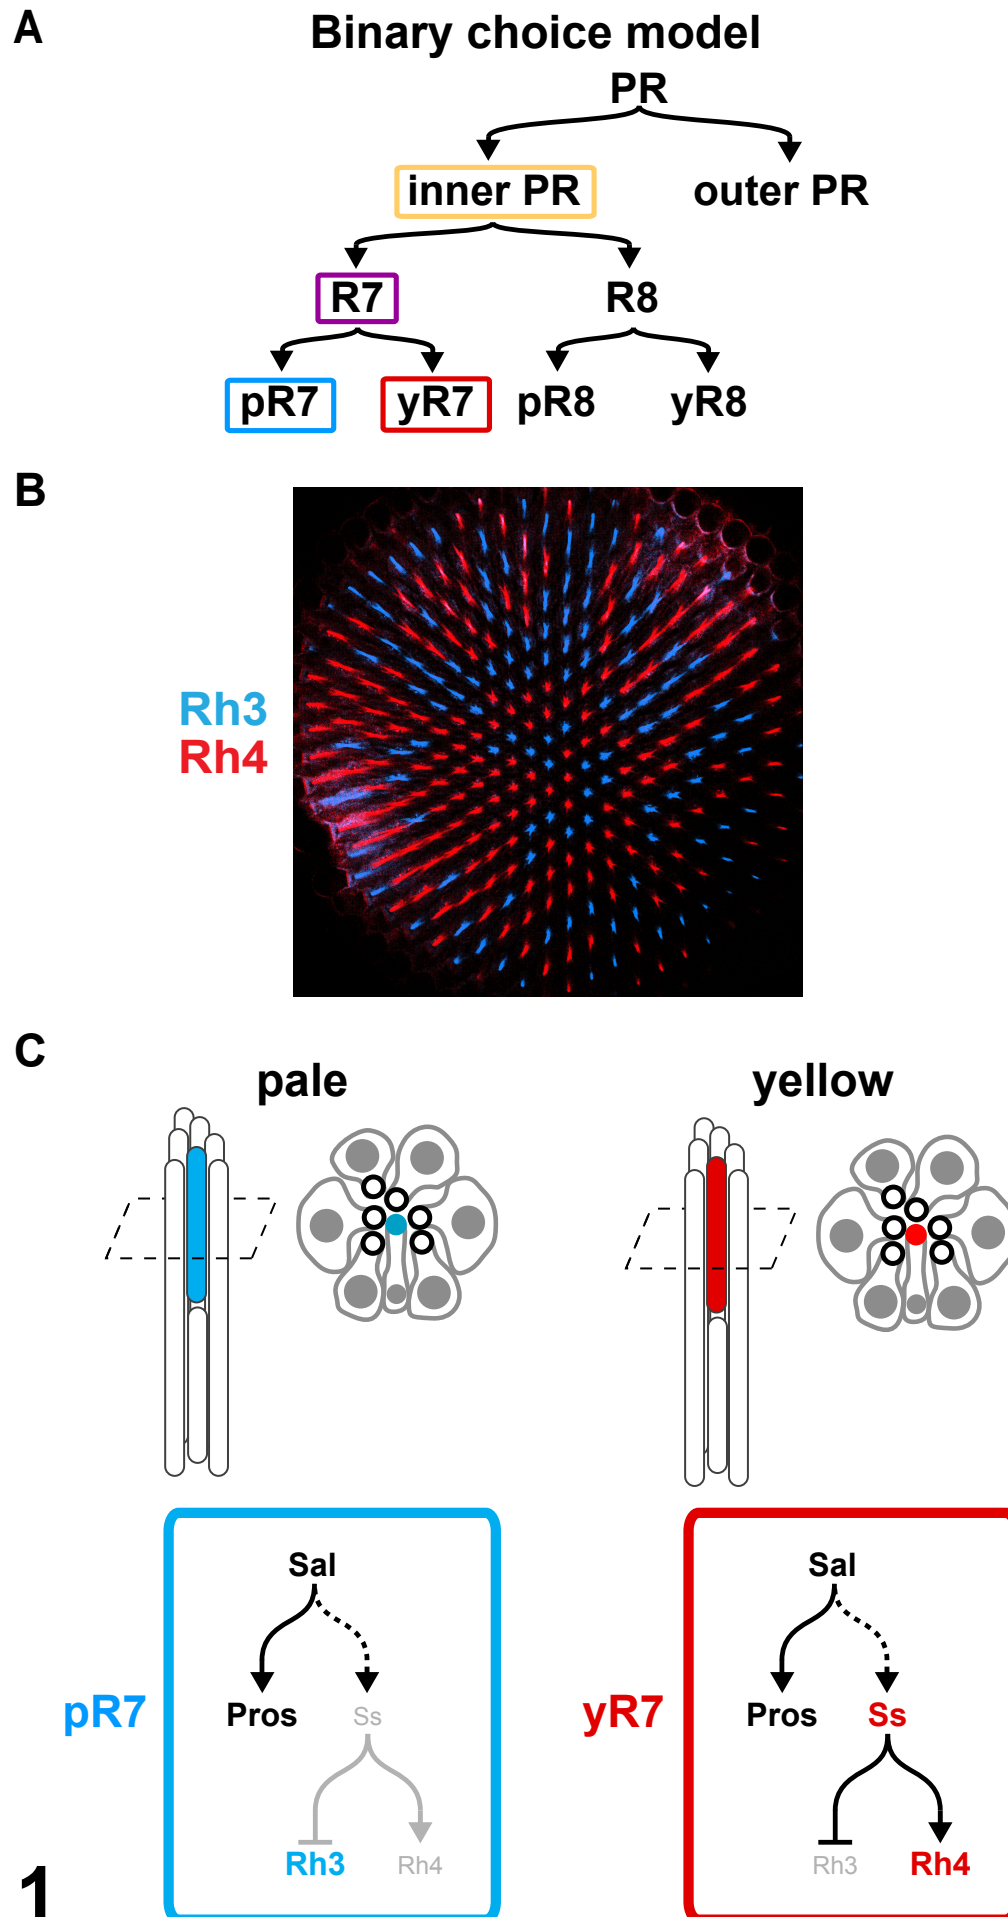 A
Binary choice model
PR
inner PR
outer PR
R7
R8
pR7
yR7
pR8
yR8
B
Rh3
Rh4
C
pale
yellow
Sal
Pros
Ss
pR7
Rh3
Rh4
Sal
Pros
Ss
yR7
Rh3
Rh4
1